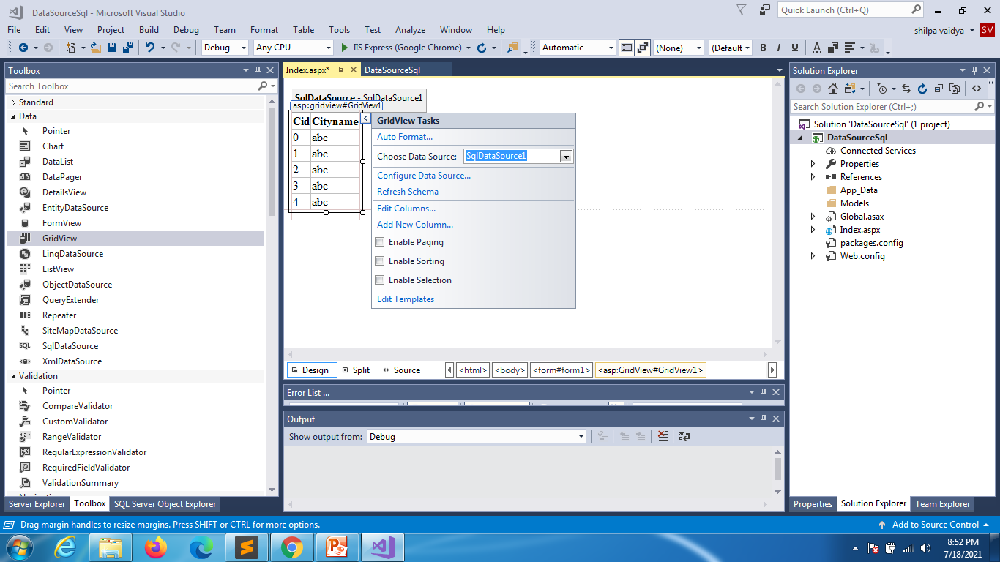 DataSourceSql - Microsoft Visual Studio
Quick Launch (Ctrl+Q)
File Edit View Project Build Debug Team Format Table Tools Test Analyze Window Help
shilpa vaidya SV
Debug Any CPU IIS Express (Google Chrome) Automatic (None) (Default B I U A
Toolbox
Search Toolbox
Standard
Data
Pointer
Chart
DataList
DataPager
DetailsView
EntityDataSource
FormView
GridView
LinqDataSource
ListView
ObjectDataSource
QueryExtender
Repeater
SiteMapDataSource
SQL SqlDataSource
XmlDataSource
Validation
Pointer
CompareValidator
CustomValidator
RangeValidator
RegularExpressionValidator
RequiredFieldValidator
ValidationSummary
Server Explorer Toolbox SQL Server Object Explorer
Index.aspx* DataSourceSql
SqlDataSource - SqlDataSource1
asp:gridview#GridView1
Cid Cityname
0 abc
1 abc
2 abc
3 abc
4 abc
GridView Tasks
Auto Format...
Choose Data Source: SqlDataSource1
Configure Data Source...
Refresh Schema
Edit Columns...
Add New Column...
Enable Paging
Enable Sorting
Enable Selection
Edit Templates
Design Split Source <html> <body> <form#form1> <asp:GridView#GridView1>
Error List ...
Output
Show output from: Debug
Solution Explorer
Search Solution Explorer (Ctrl+;)
Solution 'DataSourceSql' (1 project)
DataSourceSql
Connected Services
Properties
References
App_Data
Models
Global.asax
Index.aspx
packages.config
Web.config
Properties Solution Explorer Team Explorer
Drag margin handles to resize margins. Press SHIFT or CTRL for more options.
Add to Source Control
8:52 PM
7/18/2021